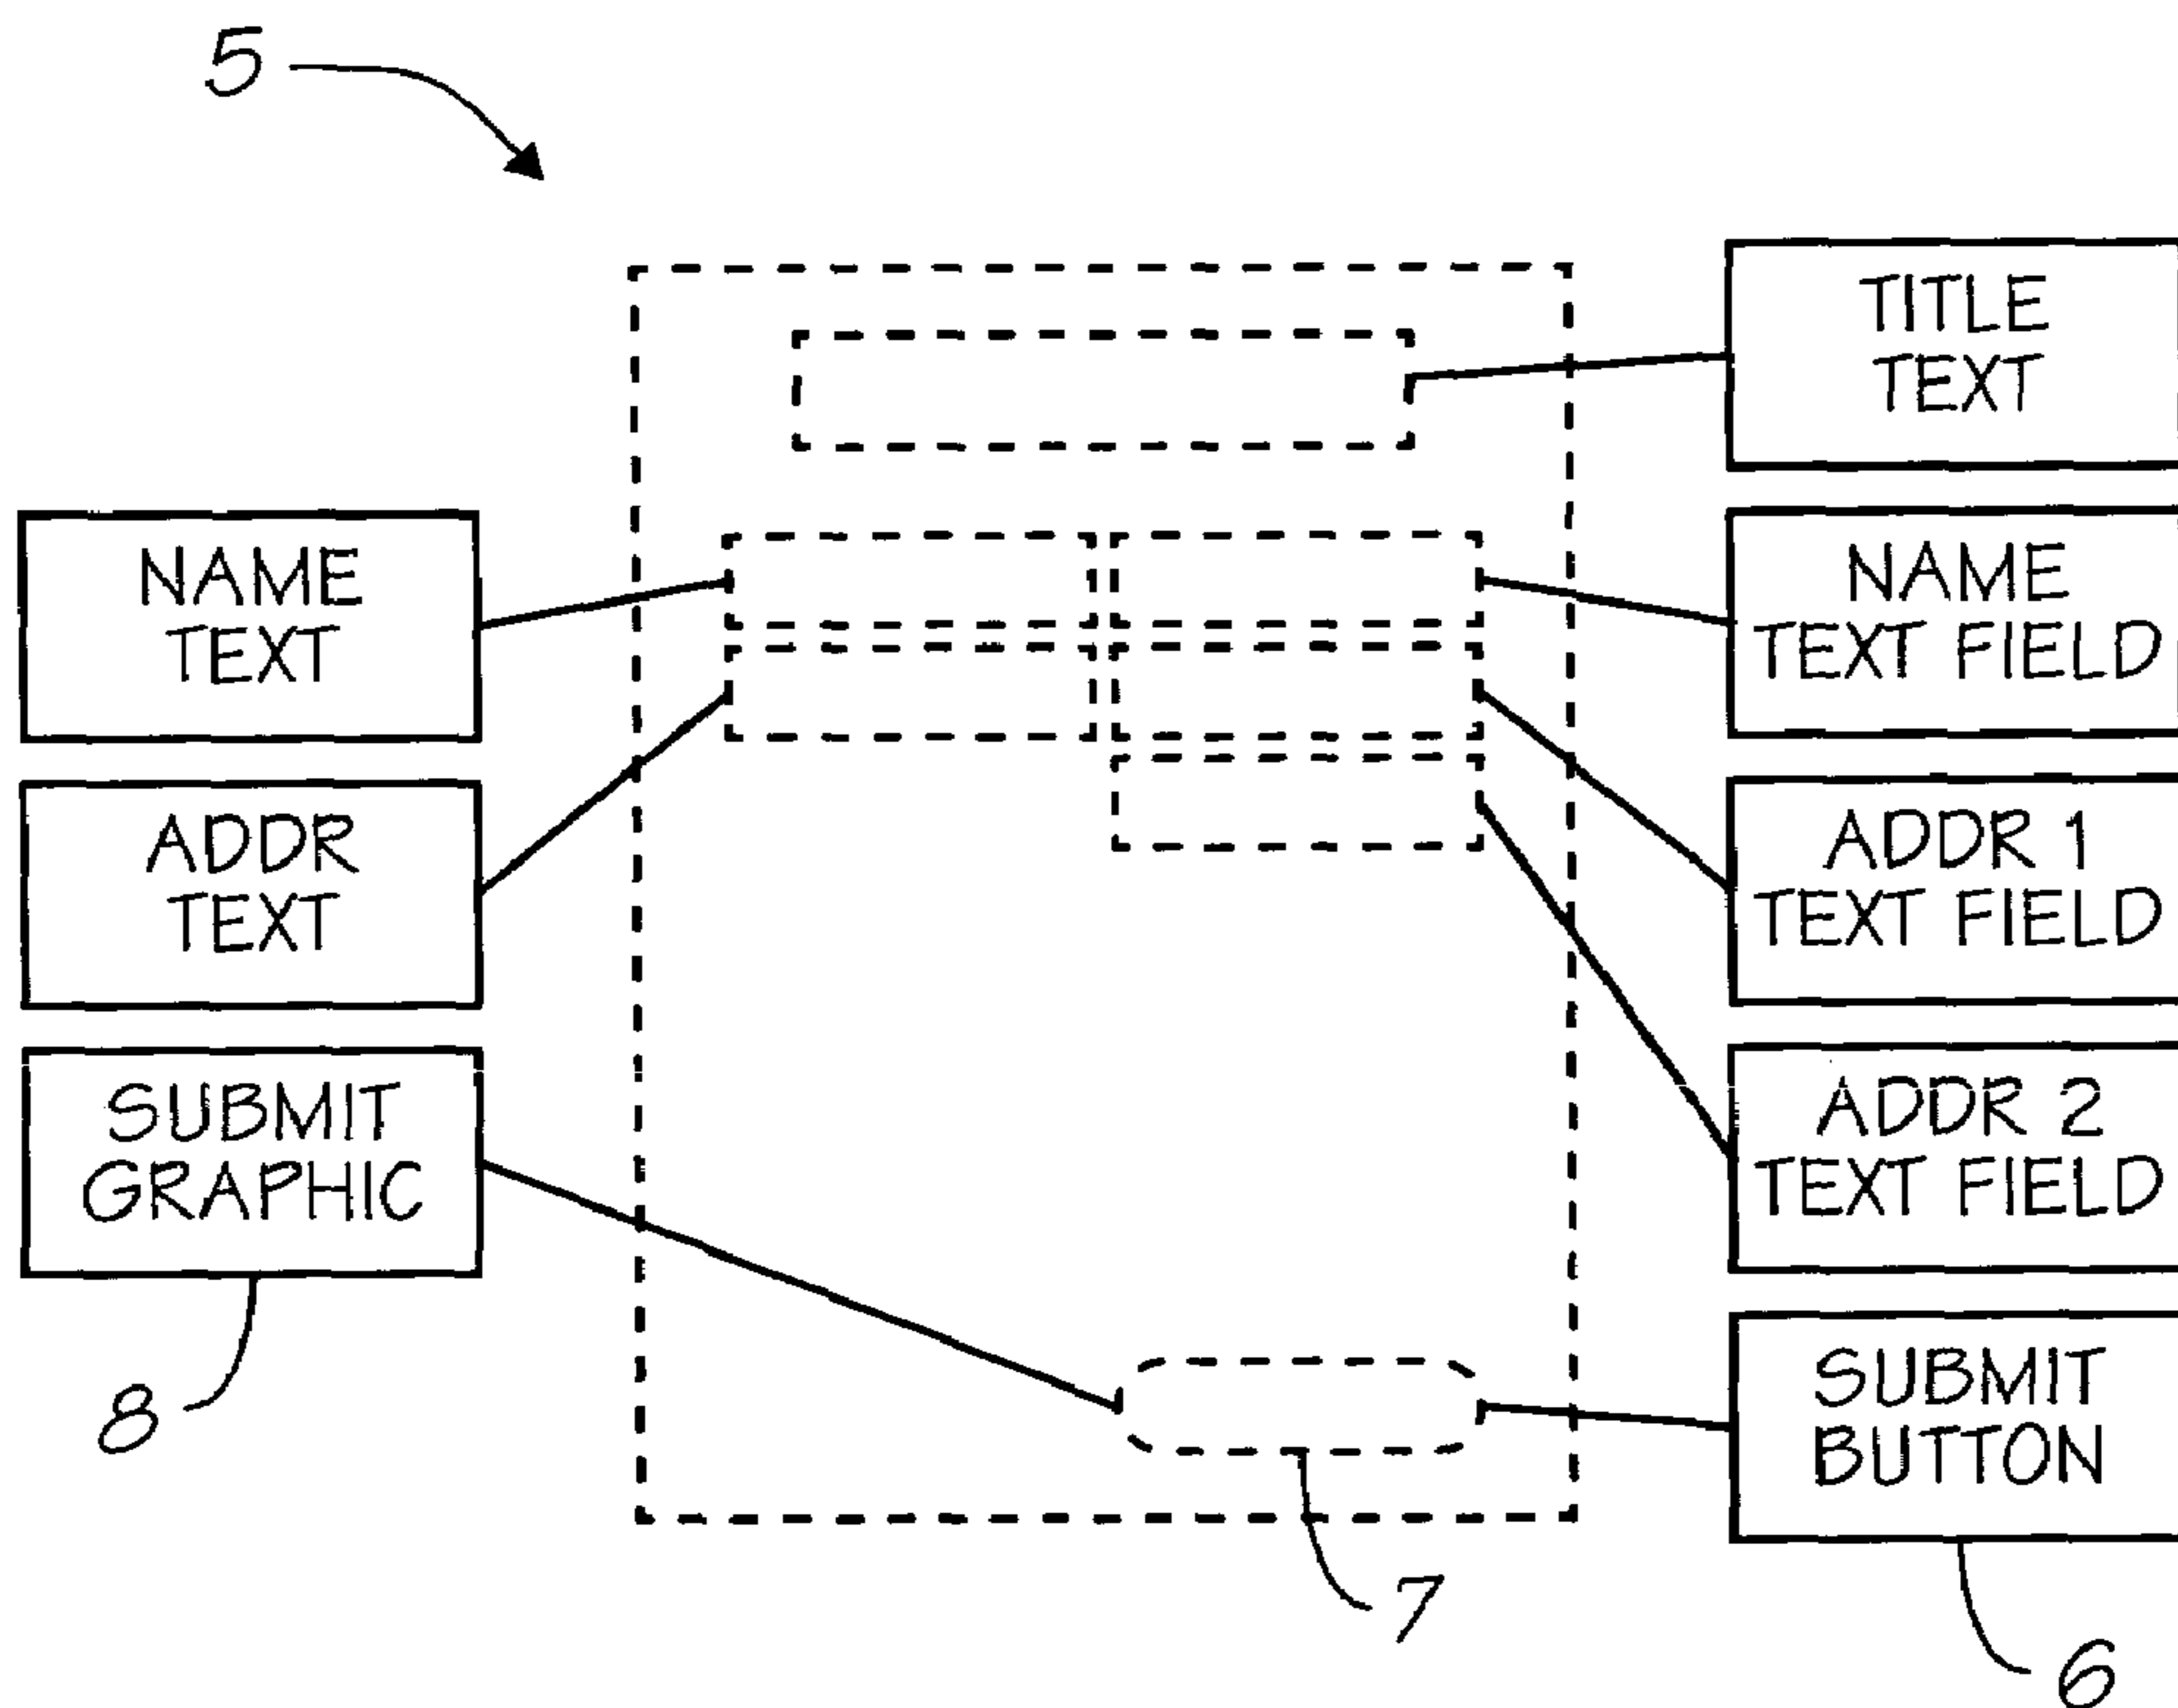 5
TITLE
TEXT
NAME
TEXT
NAME
TEXT FIELD
ADDR
TEXT
ADDR 1
TEXT FIELD
SUBMIT
GRAPHIC
ADDR 2
TEXT FIELD
8
SUBMIT
BUTTON
7
6